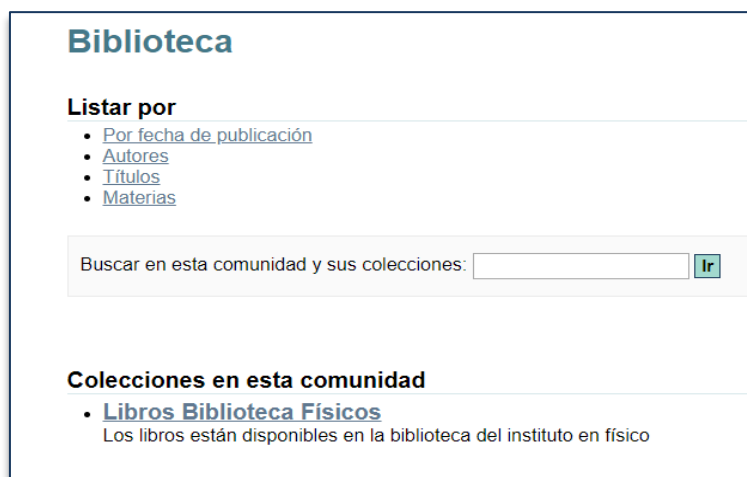 Biblioteca
Listar por
Por fecha de publicación
Autores
Títulos
Materias
Buscar en esta comunidad y sus colecciones: Ir
Colecciones en esta comunidad
Libros Biblioteca Físicos
Los libros están disponibles en la biblioteca del instituto en físico